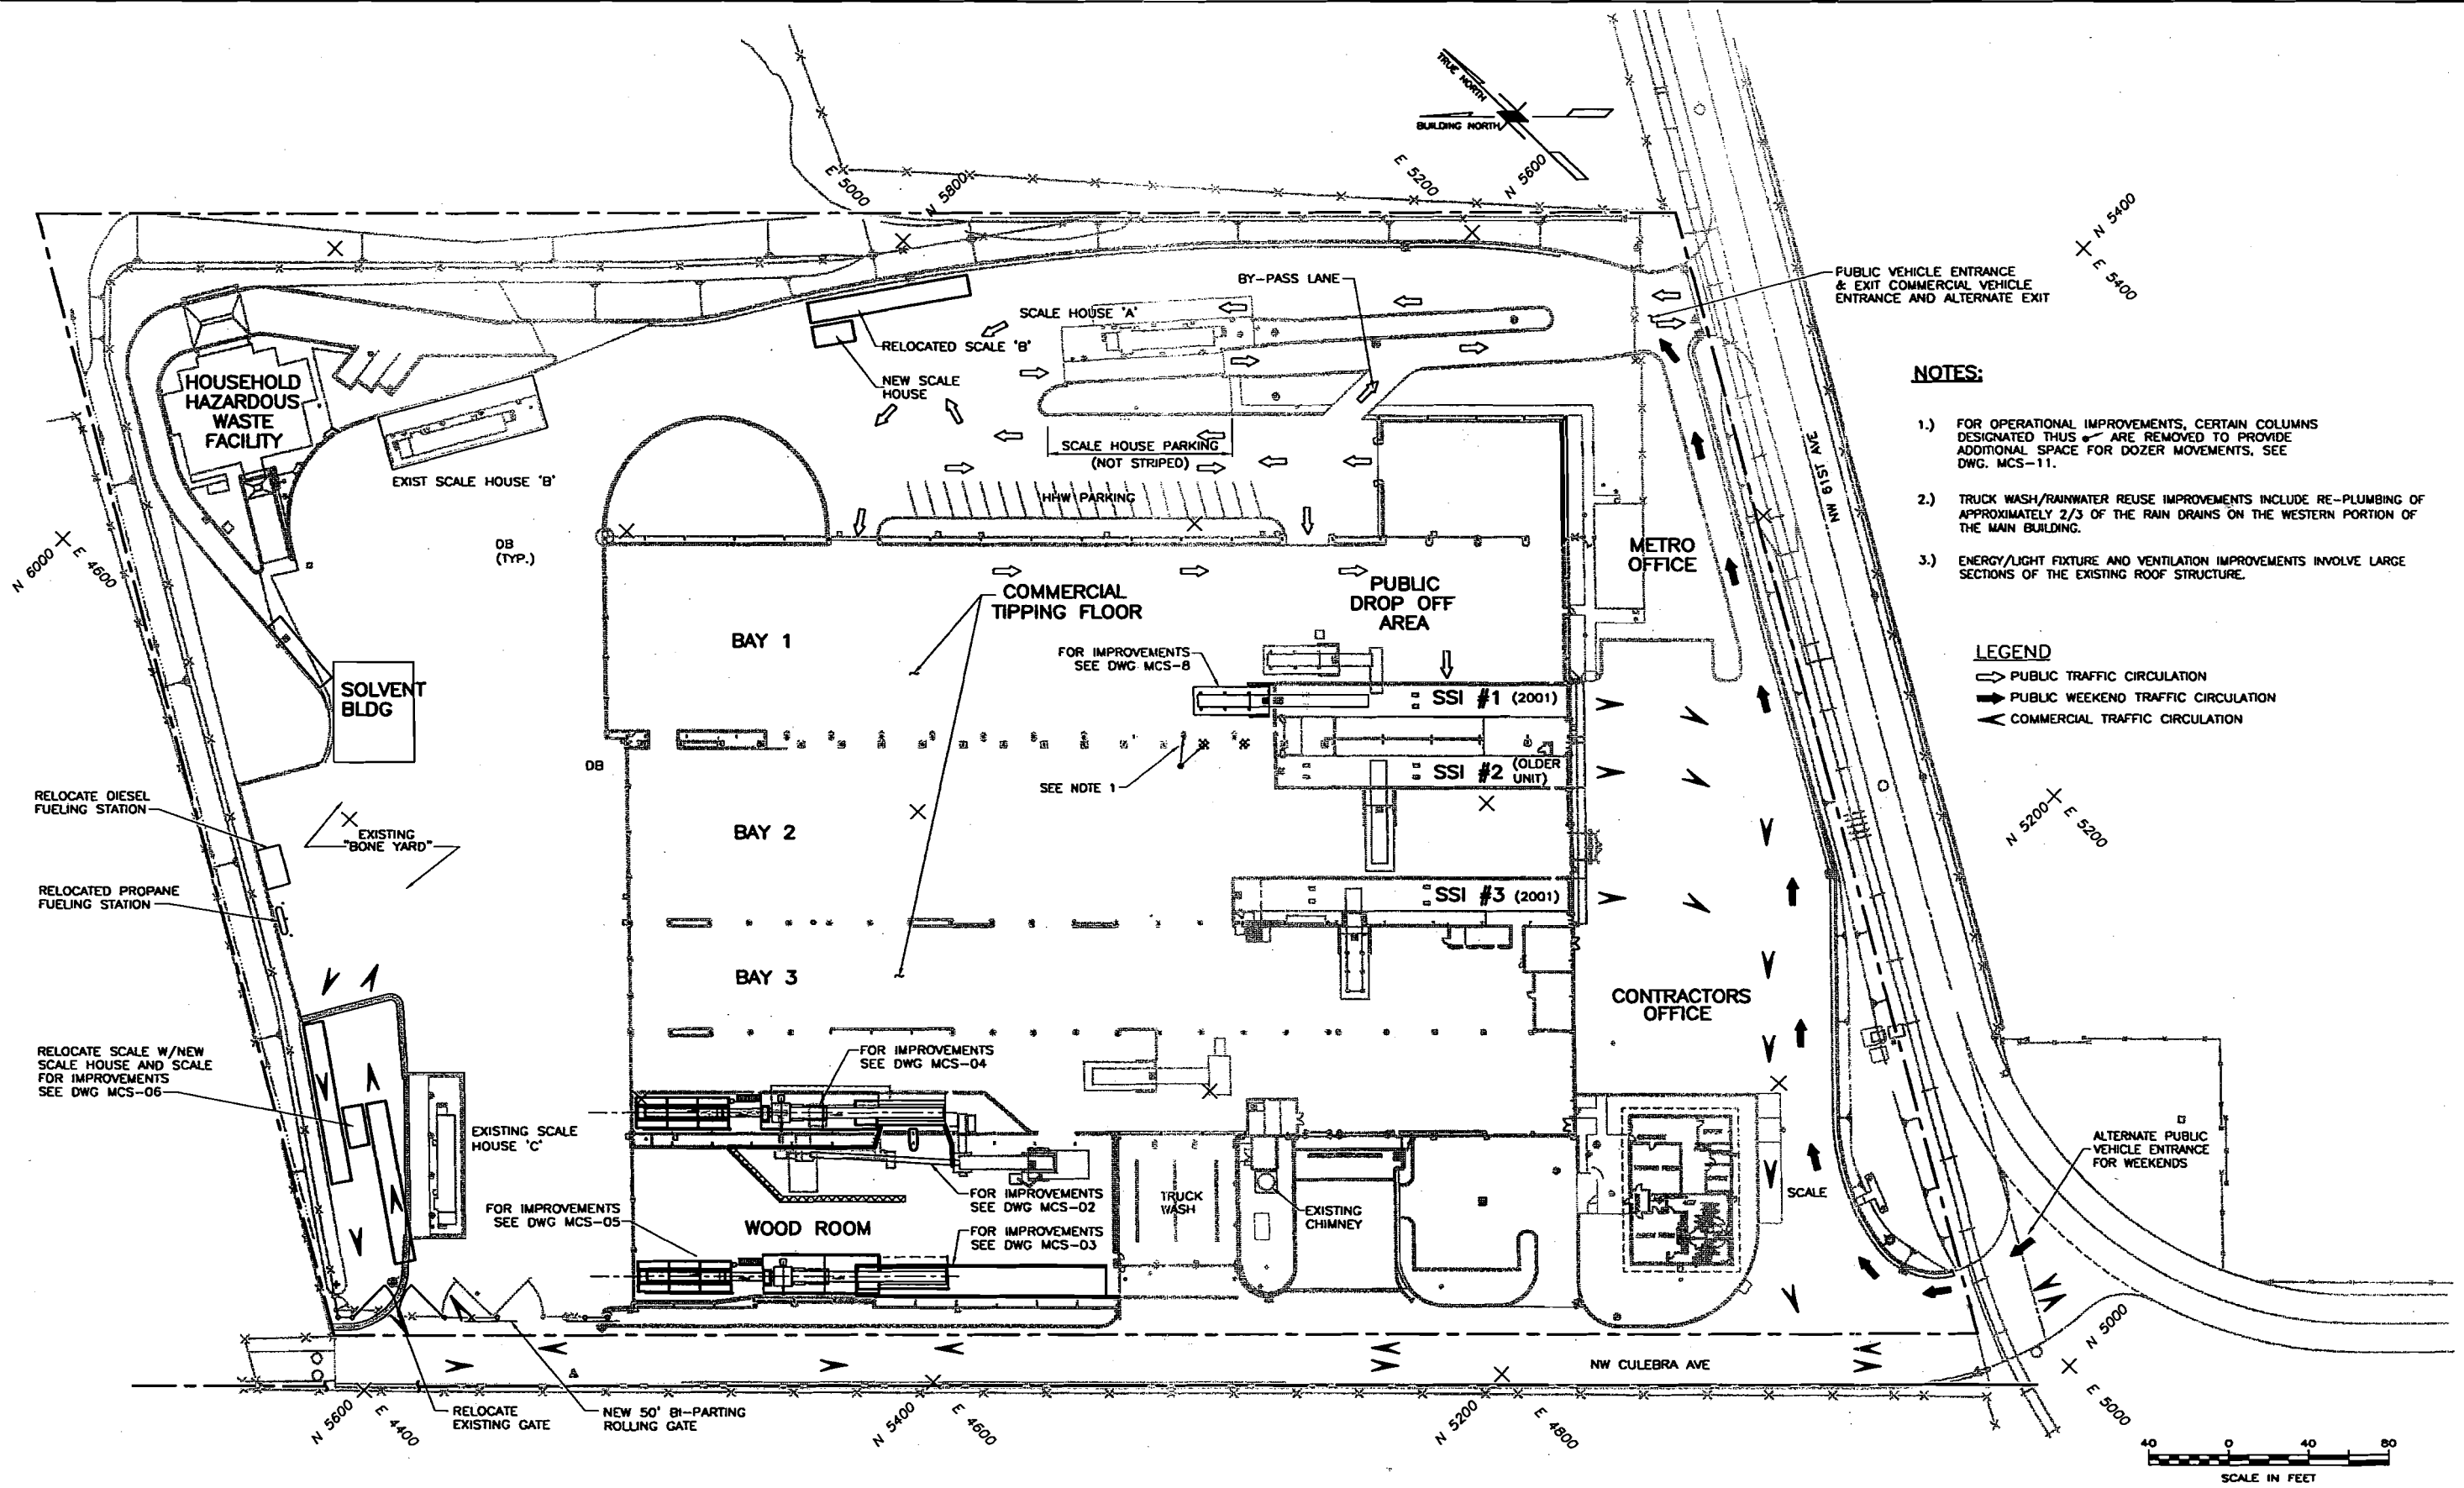 TRUE NORTH
BUILDING NORTH
E 5000
N 5800
E 5200
N 5600
N 5400
E 5400
PUBLIC VEHICLE ENTRANCE
& EXIT COMMERCIAL VEHICLE
ENTRANCE AND ALTERNATE EXIT
BY-PASS LANE
SCALE HOUSE 'A'
RELOCATED SCALE 'B'
NEW SCALE
HOUSE
HOUSEHOLD
HAZARDOUS
WASTE
FACILITY
EXIST SCALE HOUSE 'B'
SCALE HOUSE PARKING
(NOT STRIPED)
HHW PARKING
NW 61ST AVE
NOTES:
1.) FOR OPERATIONAL IMPROVEMENTS, CERTAIN COLUMNS
DESIGNATED THUS ARE REMOVED TO PROVIDE
ADDITIONAL SPACE FOR DOZER MOVEMENTS, SEE
DWG. MCS-11.
2.) TRUCK WASH/RAINWATER REUSE IMPROVEMENTS INCLUDE RE-PLUMBING OF
APPROXIMATELY 2/3 OF THE RAIN DRAINS ON THE WESTERN PORTION OF
THE MAIN BUILDING.
3.) ENERGY/LIGHT FIXTURE AND VENTILATION IMPROVEMENTS INVOLVE LARGE
SECTIONS OF THE EXISTING ROOF STRUCTURE.
LEGEND
PUBLIC TRAFFIC CIRCULATION
PUBLIC WEEKEND TRAFFIC CIRCULATION
COMMERCIAL TRAFFIC CIRCULATION
N 6000
E 4600
DB
(TYP.)
METRO
OFFICE
COMMERCIAL
TIPPING FLOOR
PUBLIC
DROP OFF
AREA
BAY 1
FOR IMPROVEMENTS
SEE DWG MCS-8
SSI #1 (2001)
SOLVENT
BLDG
DB
SEE NOTE 1
SSI #2 (OLDER
UNIT)
RELOCATE DIESEL
FUELING STATION
EXISTING
"BONE YARD"
BAY 2
N 5200
E 5200
RELOCATED PROPANE
FUELING STATION
SSI #3 (2001)
BAY 3
CONTRACTORS
OFFICE
RELOCATE SCALE W/NEW
SCALE HOUSE AND SCALE
FOR IMPROVEMENTS
SEE DWG MCS-06
FOR IMPROVEMENTS
SEE DWG MCS-04
EXISTING SCALE
HOUSE 'C'
ALTERNATE PUBLIC
VEHICLE ENTRANCE
FOR WEEKENDS
FOR IMPROVEMENTS
SEE DWG MCS-05
WOOD ROOM
FOR IMPROVEMENTS
SEE DWG MCS-02
FOR IMPROVEMENTS
SEE DWG MCS-03
TRUCK
WASH
EXISTING
CHIMNEY
SCALE
NW CULEBRA AVE
N 5000
E 5000
N 5600
E 4400
RELOCATE
EXISTING GATE
NEW 50' BI-PARTING
ROLLING GATE
N 5400
E 4600
N 5200
E 4800
40 0 40 80
SCALE IN FEET